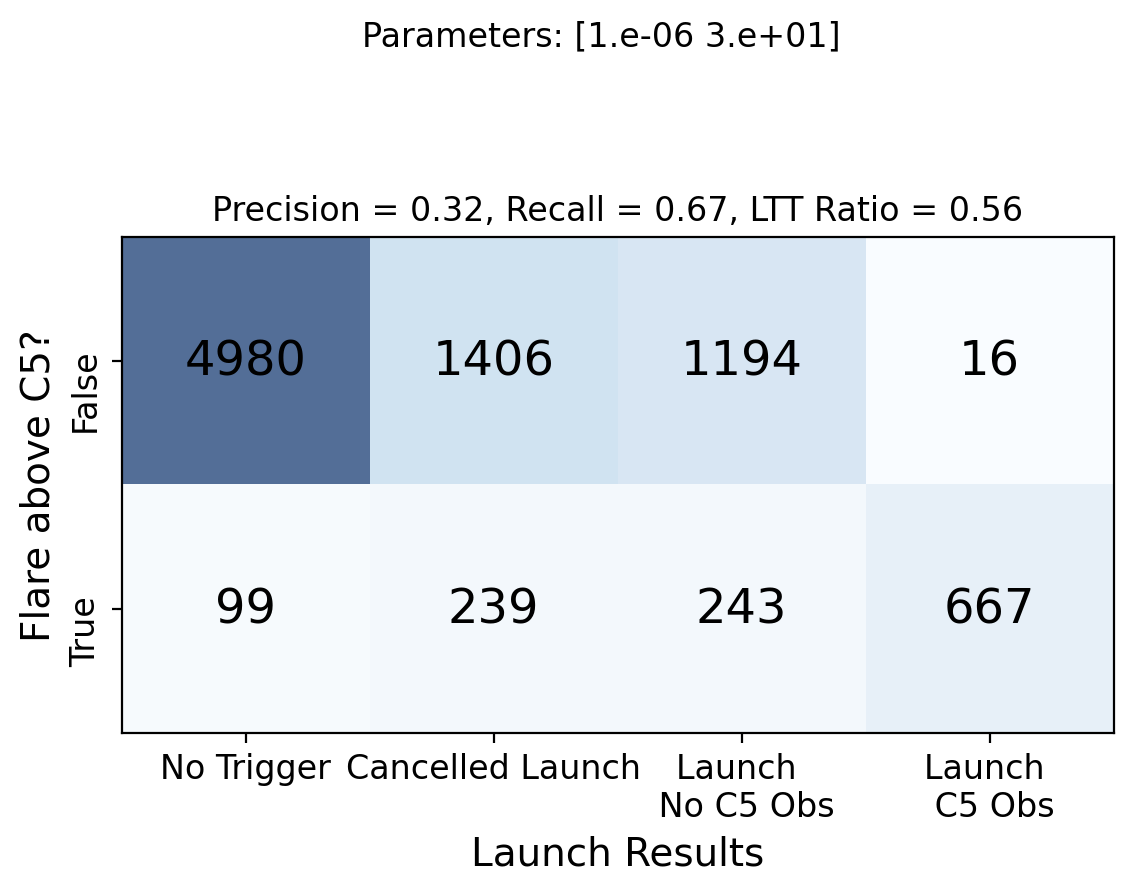 Parameters: [1.e-06 3.e+01]
Precision = 0.32, Recall = 0.67, LTT Ratio = 0.56
Flare above C5?
False
4980 1406 1194 16
True
99 239 243 667
No Trigger Cancelled Launch Launch Launch
No C5 Obs C5 Obs
Launch Results